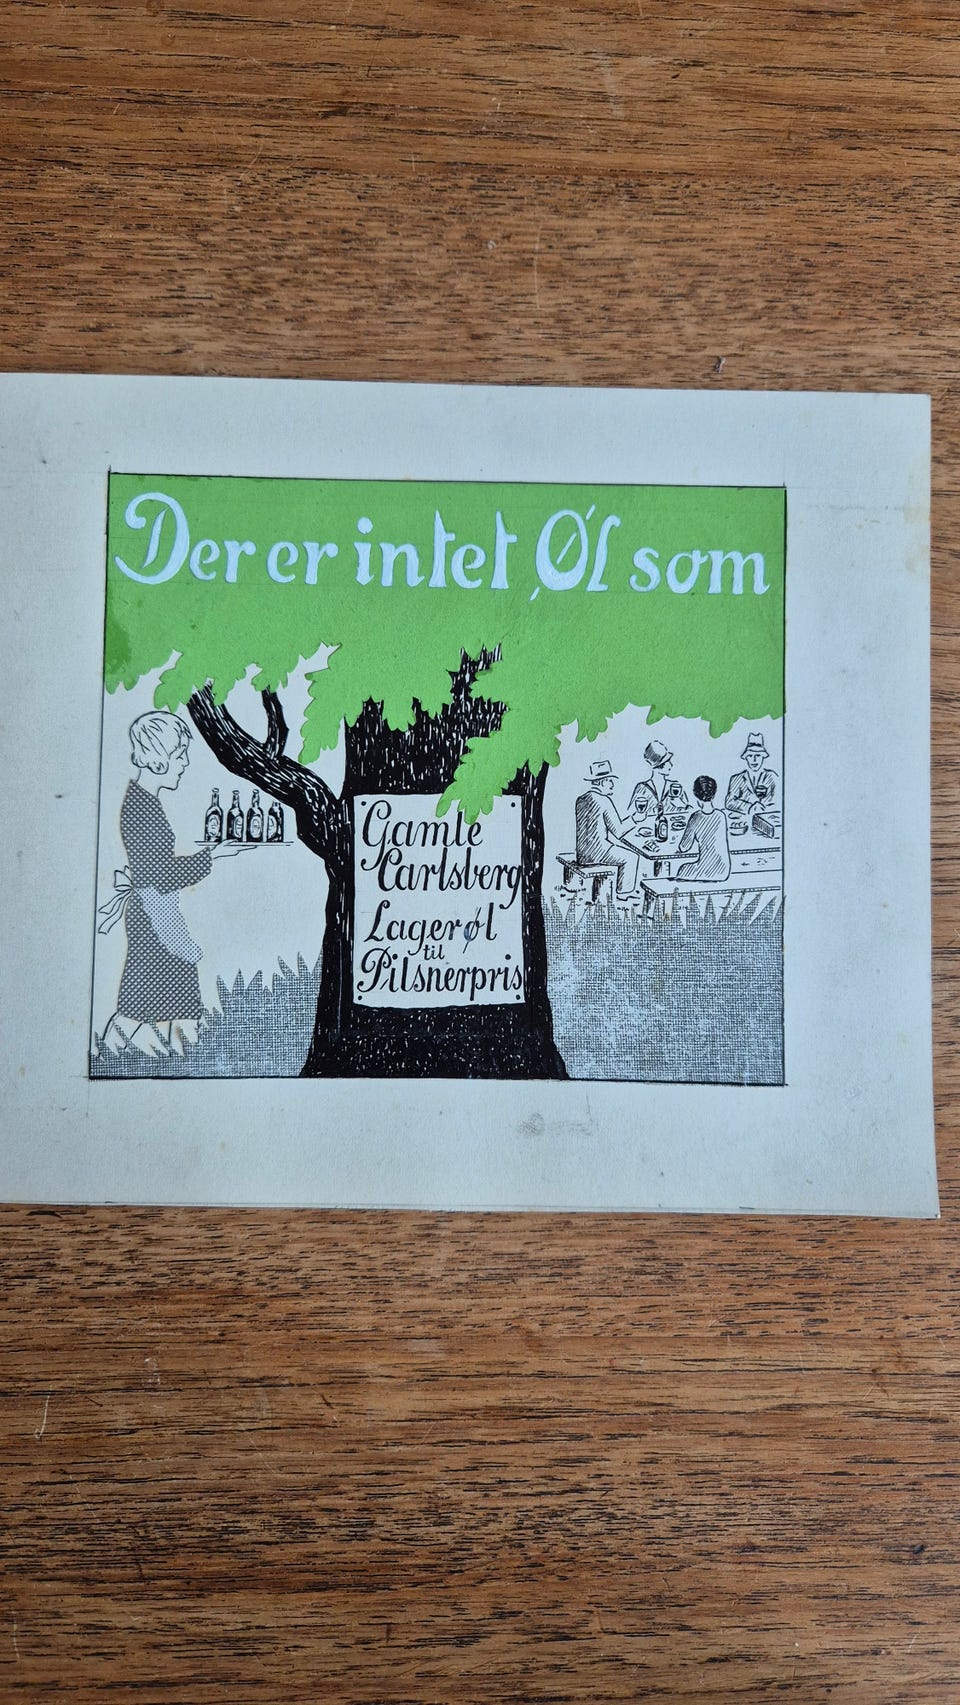 Der er intet Øl som
Gamle
Carlsberg
Lagerøl
til
Pilsnerpris